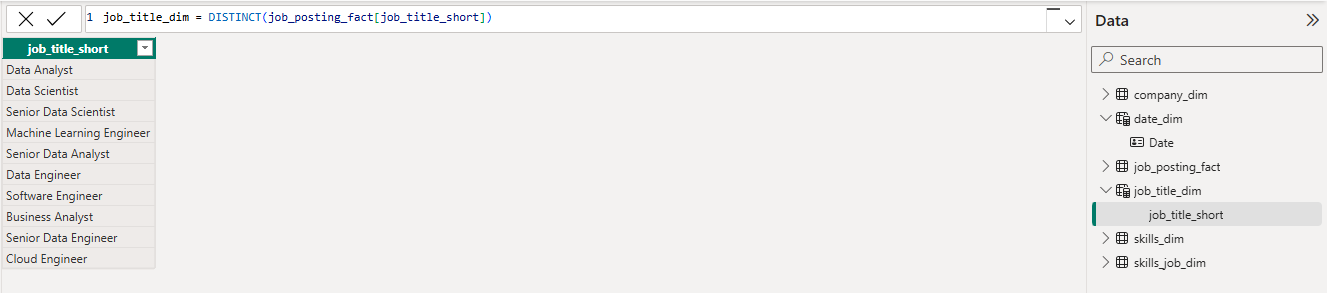 1 job_title_dim = DISTINCT(job_posting_fact[job_title_short])
job_title_short
Data Analyst
Data Scientist
Senior Data Scientist
Machine Learning Engineer
Senior Data Analyst
Data Engineer
Software Engineer
Business Analyst
Senior Data Engineer
Cloud Engineer
Data
Search
company_dim
date_dim
Date
job_posting_fact
job_title_dim
job_title_short
skills_dim
skills_job_dim